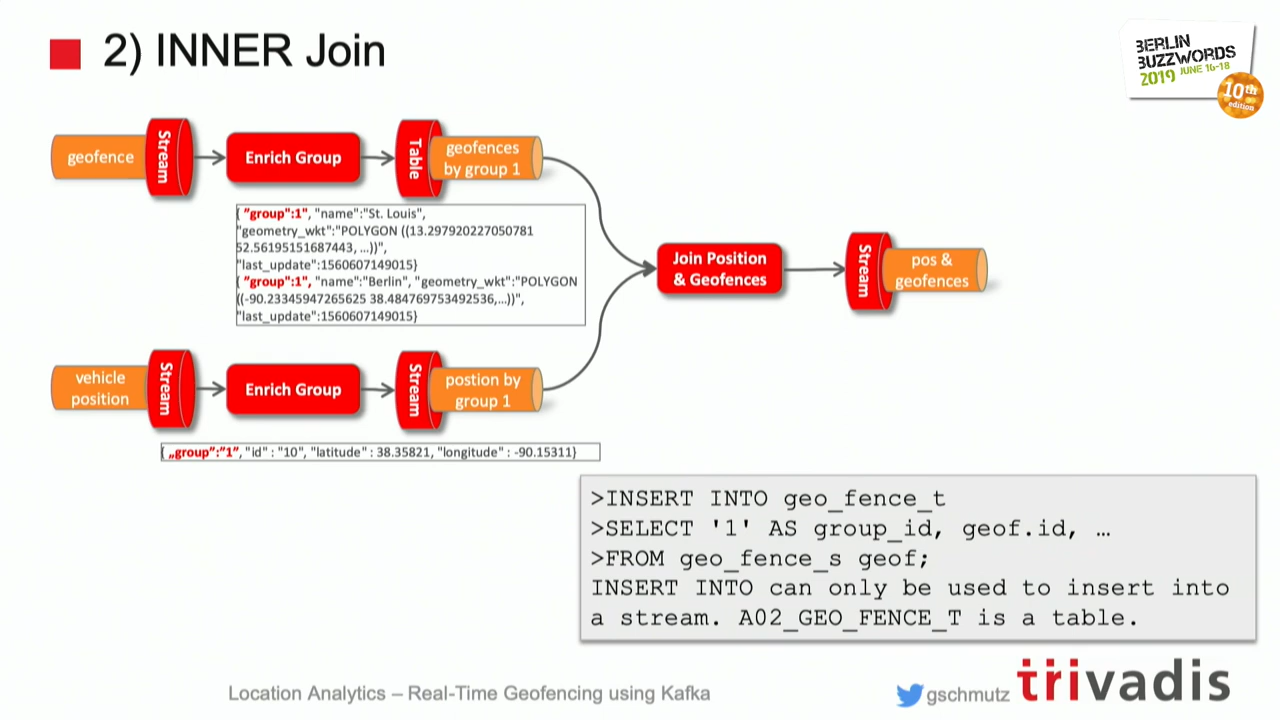 2) INNER Join
BERLIN
BUZZWORDS
2019 JUNE 16-18
10th
edition
geofence
Stream
Enrich Group
Table
geofences
by group 1
{ "group":1", "name":"St. Louis",
"geometry_wkt":"POLYGON ((13.297920227050781
52.56195151687443, ...))",
"last_update":1560607149015}
{ "group":1", "name":"Berlin", "geometry_wkt":"POLYGON
((-90.23345947265625 38.484769753492536,...))",
"last_update":1560607149015}
Join Position
& Geofences
Stream
pos &
geofences
vehicle
position
Stream
Enrich Group
Stream
postion by
group 1
{ „group":"1", "id" : "10", "latitude" : 38.35821, "longitude" : -90.15311}
>INSERT INTO geo_fence_t
>SELECT '1' AS group_id, geof.id, …
>FROM geo_fence_s geof;
INSERT INTO can only be used to insert into
a stream. A02_GEO_FENCE_T is a table.
Location Analytics – Real-Time Geofencing using Kafka
gschmutz
trivadis